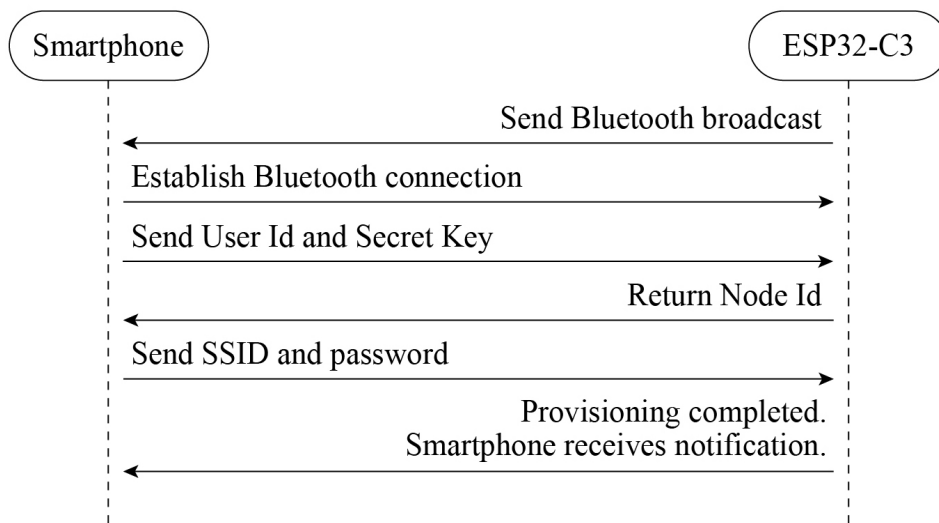 Smartphone
ESP32-C3
Send Bluetooth broadcast
Establish Bluetooth connection
Send User Id and Secret Key
Return Node Id
Send SSID and password
Provisioning completed.
Smartphone receives notification.